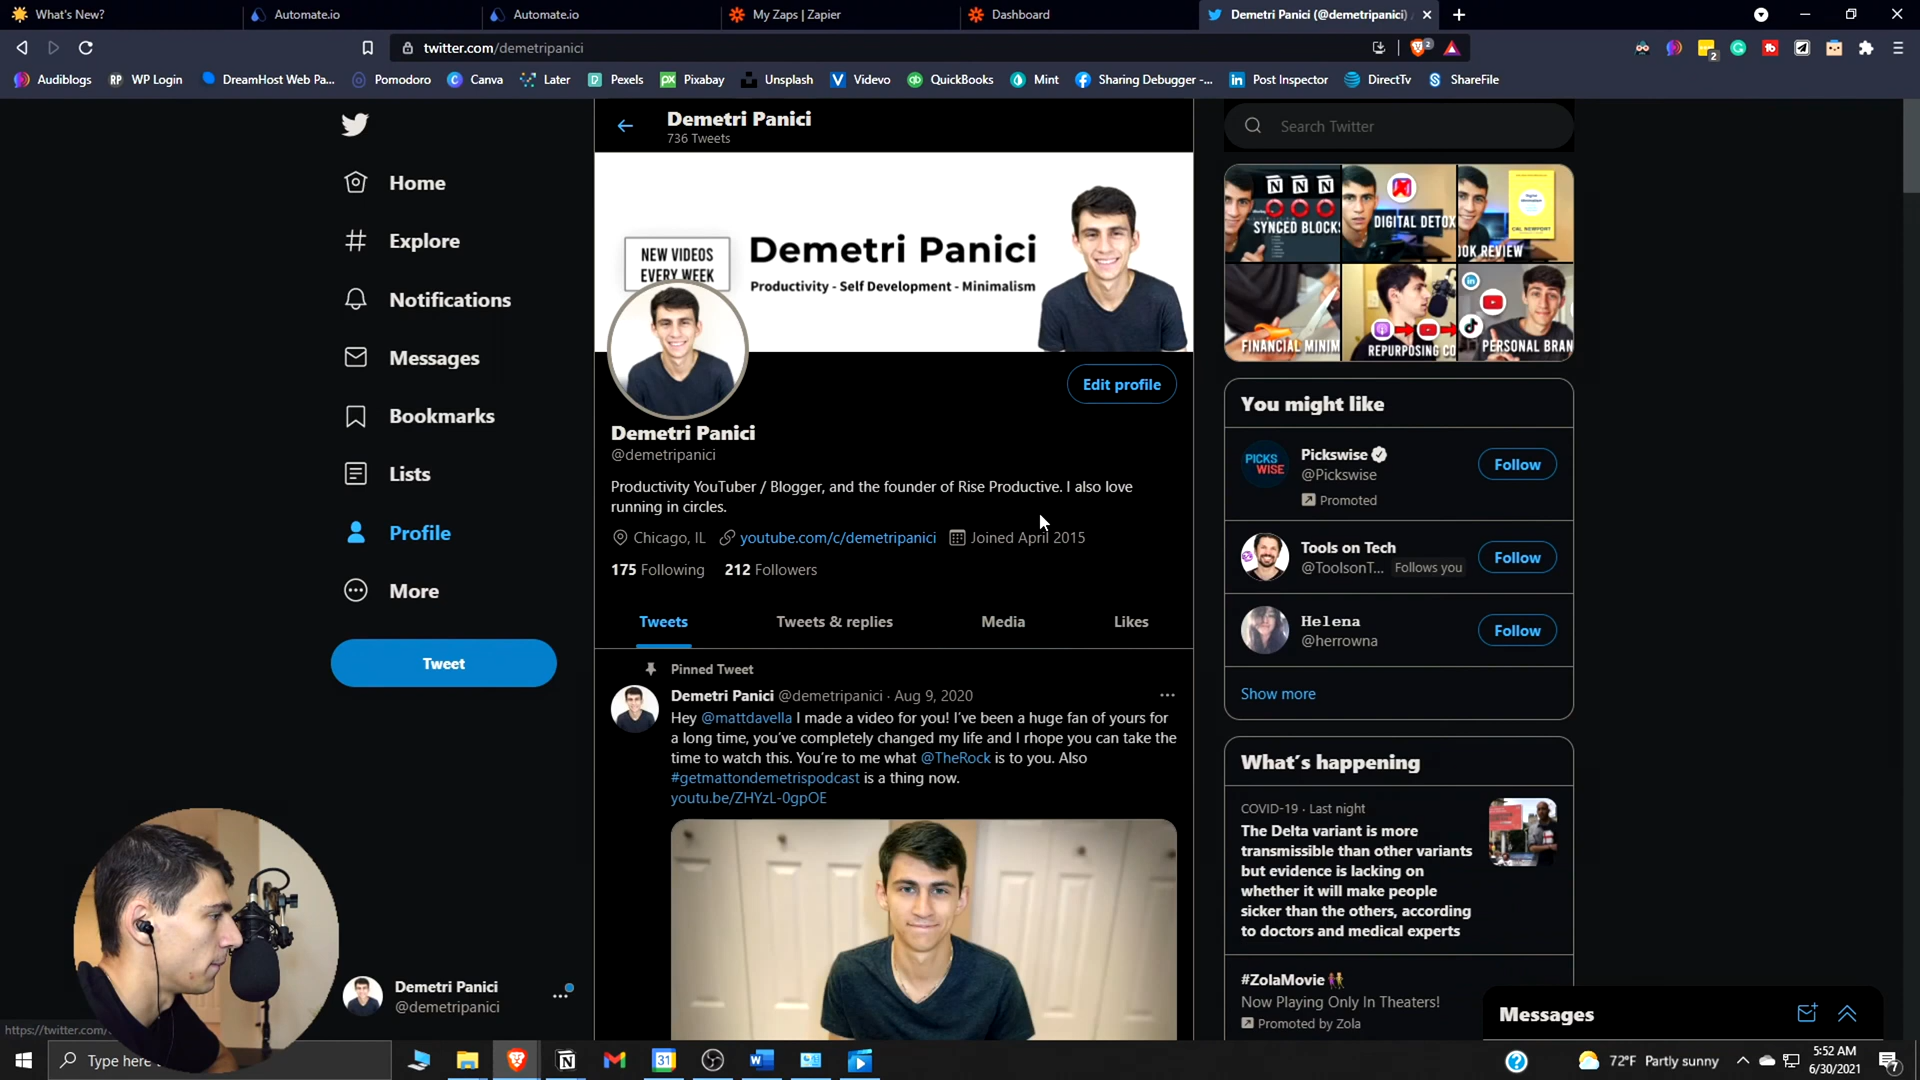 What's New?
Automate.io
Automate.io
My Zaps | Zapier
Dashboard
Demetri Panici (@demetripanici)
twitter.com/demetripanici
2
2
Audiblogs
RP WP Login
DreamHost Web Pa...
Pomodoro
Canva
Later
Pexels
Pixabay
Unsplash
Videvo
QuickBooks
Mint
Sharing Debugger -...
Post Inspector
DirectTv
ShareFile
Home
Explore
Notifications
Messages
Bookmarks
Lists
Profile
More
Tweet
Demetri Panici
@demetripanici
https://twitter.com/
Demetri Panici
736 Tweets
NEW VIDEOS
EVERY WEEK
Demetri Panici
Productivity - Self Development - Minimalism
Edit profile
Demetri Panici
@demetripanici
Productivity YouTuber / Blogger, and the founder of Rise Productive. I also love
running in circles.
Chicago, IL youtube.com/c/demetripanici Joined April 2015
175 Following 212 Followers
Tweets
Tweets & replies
Media
Likes
Pinned Tweet
Demetri Panici @demetripanici · Aug 9, 2020
Hey @mattdavella I made a video for you! I've been a huge fan of yours for
a long time, you've completely changed my life and I rhope you can take the
time to watch this. You're to me what @TheRock is to you. Also
#getmattondemetrispodcast is a thing now.
youtu.be/ZHYzL-0gpOE
Search Twitter
SYNCED BLOCK
DIGITAL DETOX
OK REVIEW
FINANCIAL MINIM
REPURPOSING CO
PERSONAL BRAN
You might like
PICKS
WISE
Pickswise
@Pickswise
Promoted
Follow
Tools on Tech
@ToolsonT... Follows you
Follow
Helena
@herrowna
Follow
Show more
What's happening
COVID-19 · Last night
The Delta variant is more
transmissible than other variants
but evidence is lacking on
whether it will make people
sicker than the others, according
to doctors and medical experts
#ZolaMovie
Now Playing Only In Theaters!
Promoted by Zola
Messages
Type here
31
72°F Partly sunny
5:52 AM
6/30/2021
7